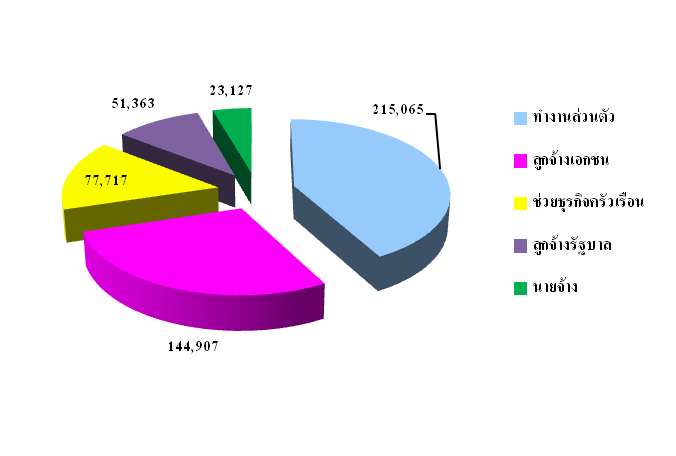 23,127
51,363
215,065
77,717
144,907
ทำงานส่วนตัว
ลูกจ้างเอกชน
ช่วยธุรกิจครัวเรือน
ลูกจ้างรัฐบาล
นายจ้าง